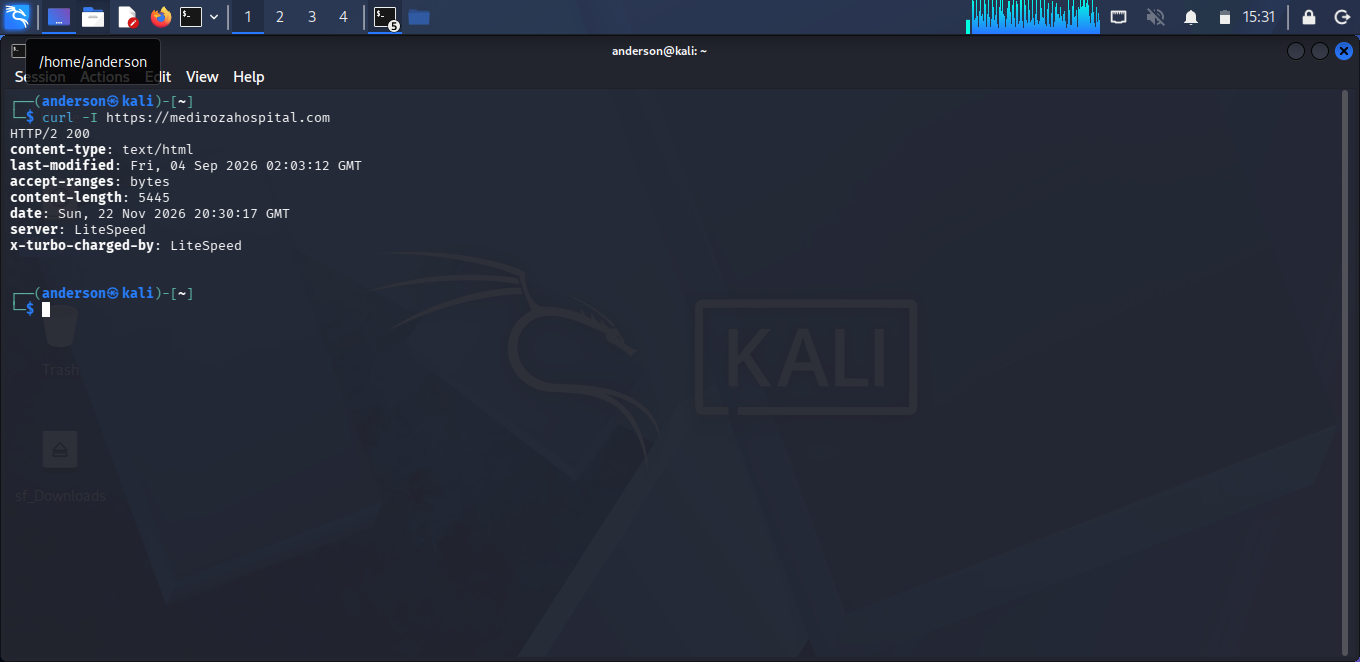 1 2 3 4 5 15:31
anderson@kali: ~
/home/anderson
Session Actions Edit View Help
┌──(anderson㉿kali)-[~]
└─$ curl -I https://medirozahospital.com
HTTP/2 200
content-type: text/html
last-modified: Fri, 04 Sep 2026 02:03:12 GMT
accept-ranges: bytes
content-length: 5445
date: Sun, 22 Nov 2026 20:30:17 GMT
server: LiteSpeed
x-turbo-charged-by: LiteSpeed
┌──(anderson㉿kali)-[~]
└─$
KALI
Trash
sf_Downloads